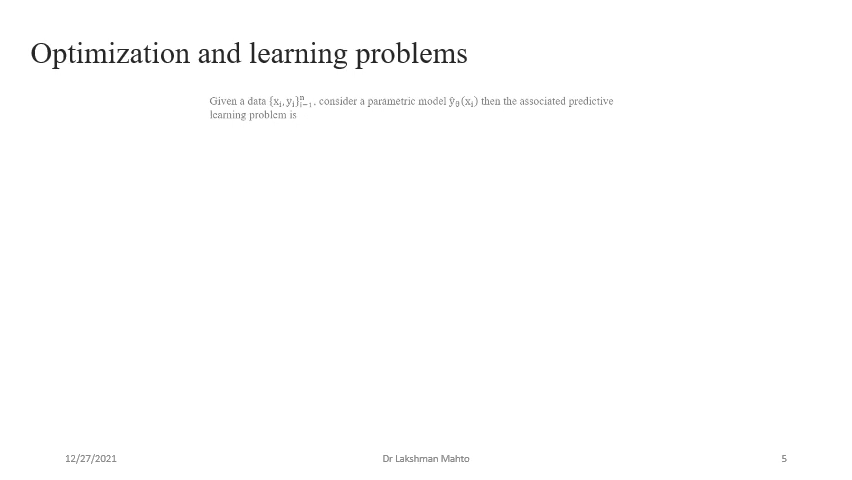 Optimization and learning problems
Given a data {xᵢ, yᵢ}ⁿᵢ₌₁, consider a parametric model ŷ_θ(xᵢ) then the associated predictive
learning problem is
12/27/2021
Dr Lakshman Mahto
5